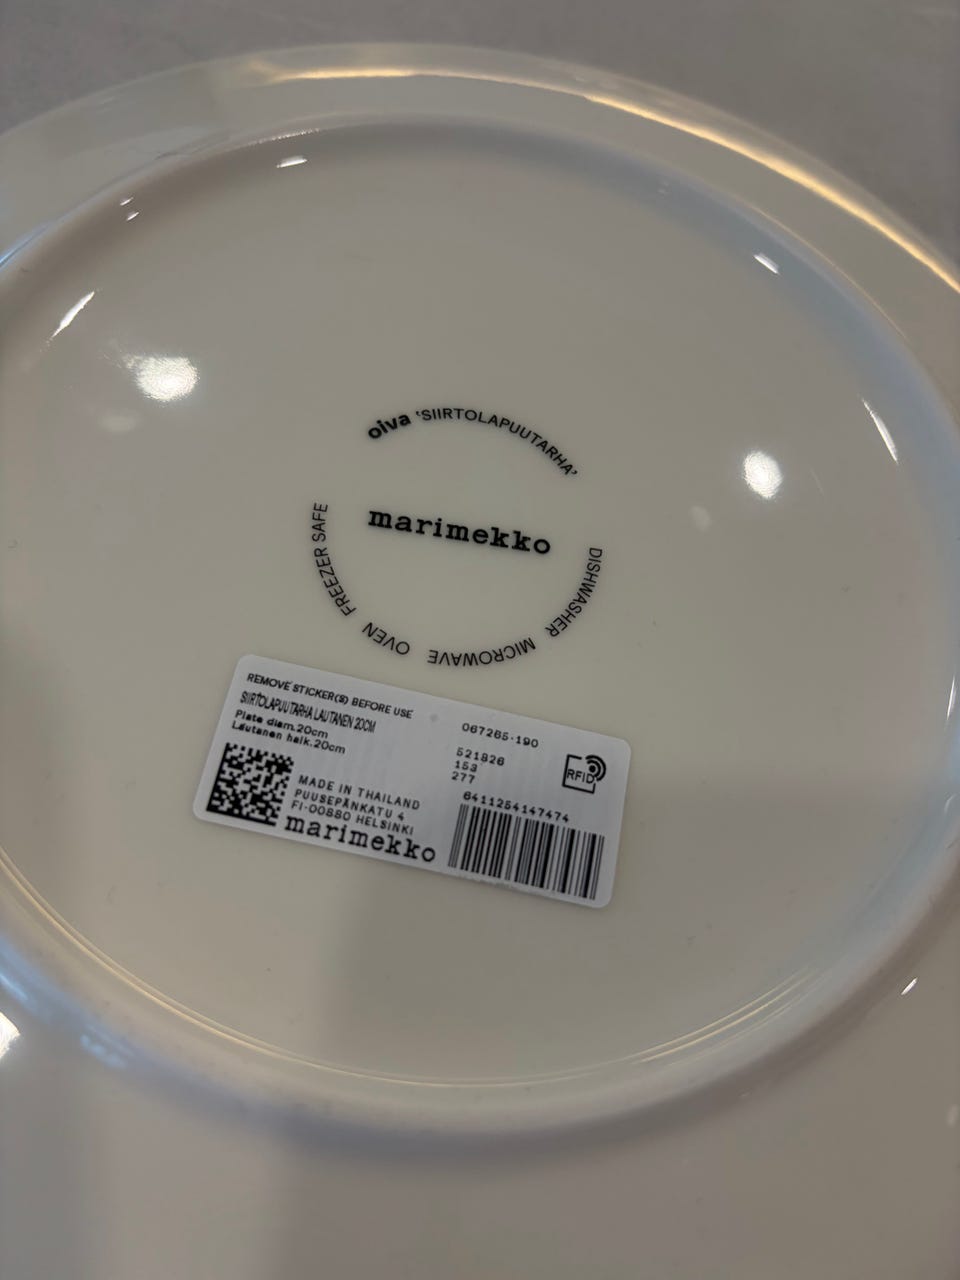 oiva 'SIIRTOLAPUUTARHA'
marimekko
DISHWASHER MICROWAVE OVEN FREEZER SAFE
REMOVE STICKER(S) BEFORE USE
SIIRTOLAPUUTARHA LAUTANEN 20CM
Plate diam.20cm
Lautanen halk.20cm
MADE IN THAILAND
PUUSEPÄNKATU 4
FI-00880 HELSINKI
marimekko
067265-190
521826
153
277
RFID
6411254147474